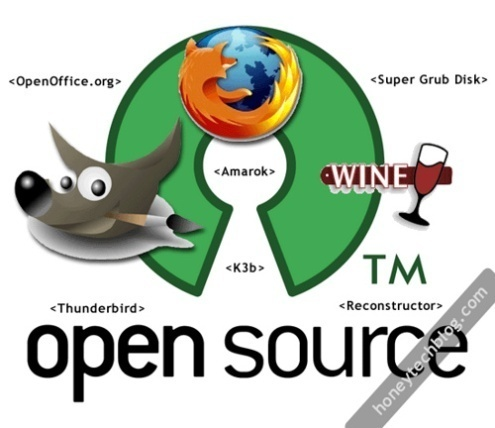 <OpenOffice.org>
<Super Grub Disk>
<Amarok>
WINE
<K3b>
TM
<Thunderbird>
<Reconstructor>
open source
honeytechblog.com